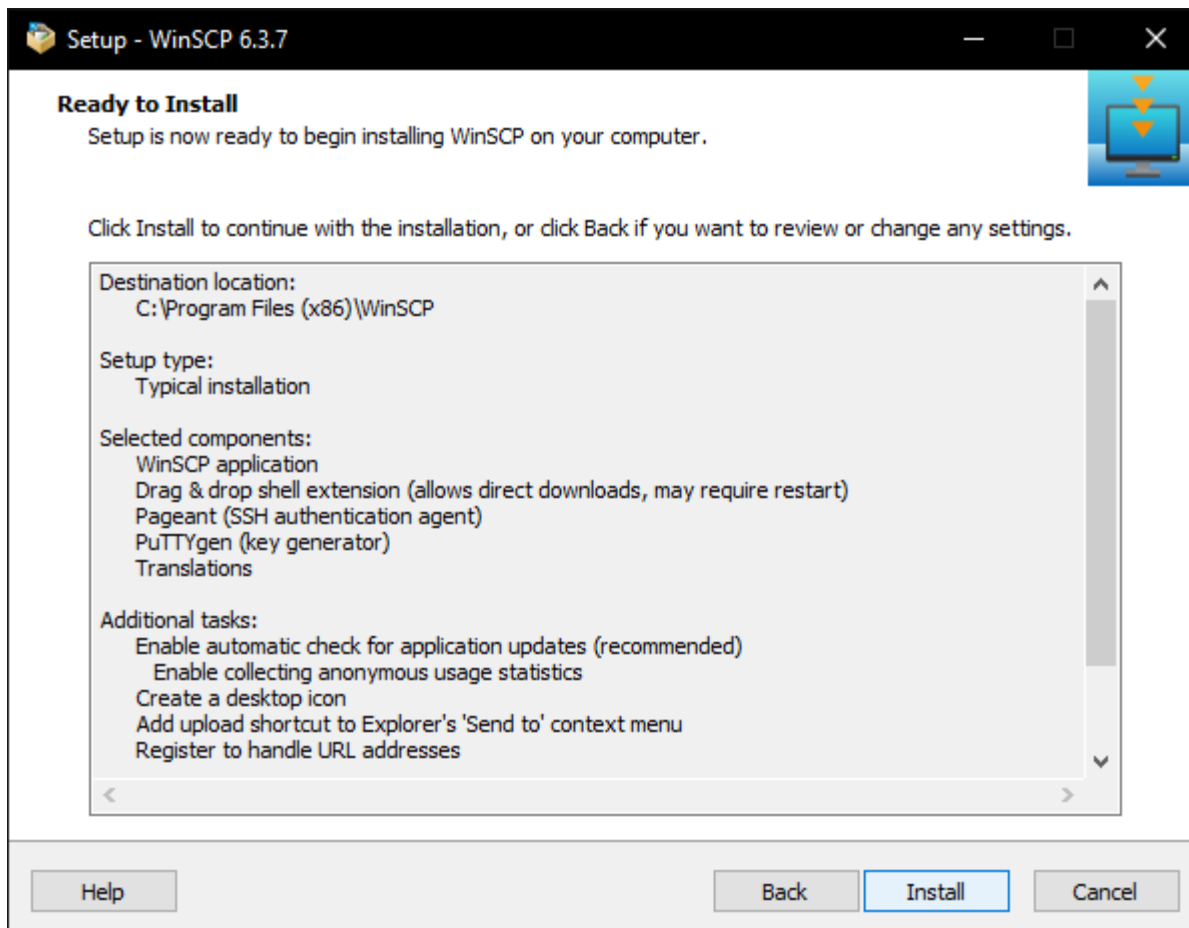 Setup - WinSCP 6.3.7
Ready to Install
Setup is now ready to begin installing WinSCP on your computer.
Click Install to continue with the installation, or click Back if you want to review or change any settings.
Destination location:
C:\Program Files (x86)\WinSCP
Setup type:
Typical installation
Selected components:
WinSCP application
Drag & drop shell extension (allows direct downloads, may require restart)
Pageant (SSH authentication agent)
PuTTYgen (key generator)
Translations
Additional tasks:
Enable automatic check for application updates (recommended)
Enable collecting anonymous usage statistics
Create a desktop icon
Add upload shortcut to Explorer's 'Send to' context menu
Register to handle URL addresses
Help
Back
Install
Cancel